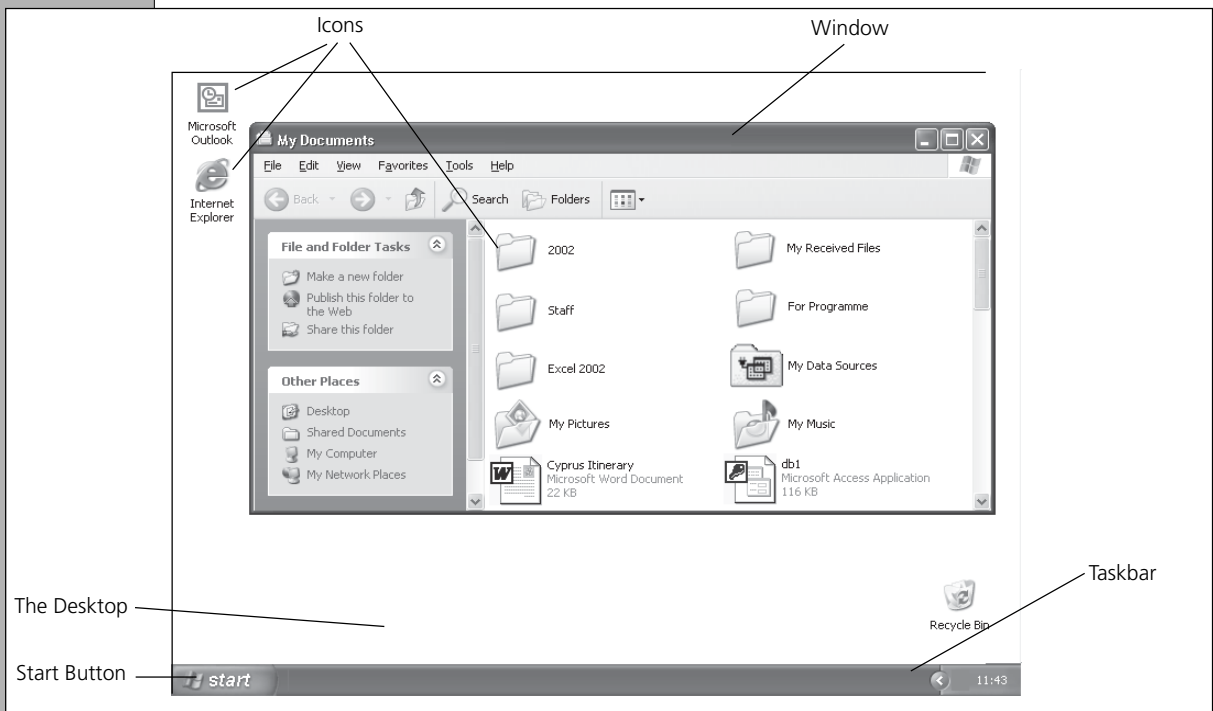 Icons
Window
Microsoft
Outlook
Internet
Explorer
My Documents
File Edit View Favorites Tools Help
Back Search Folders
File and Folder Tasks
Make a new folder
Publish this folder to
the Web
Share this folder
Other Places
Desktop
Shared Documents
My Computer
My Network Places
2002
My Received Files
Staff
For Programme
Excel 2002
My Data Sources
My Pictures
My Music
Cyprus Itinerary
Microsoft Word Document
22 KB
db1
Microsoft Access Application
116 KB
Taskbar
The Desktop
Recycle Bin
Start Button
start
11:43